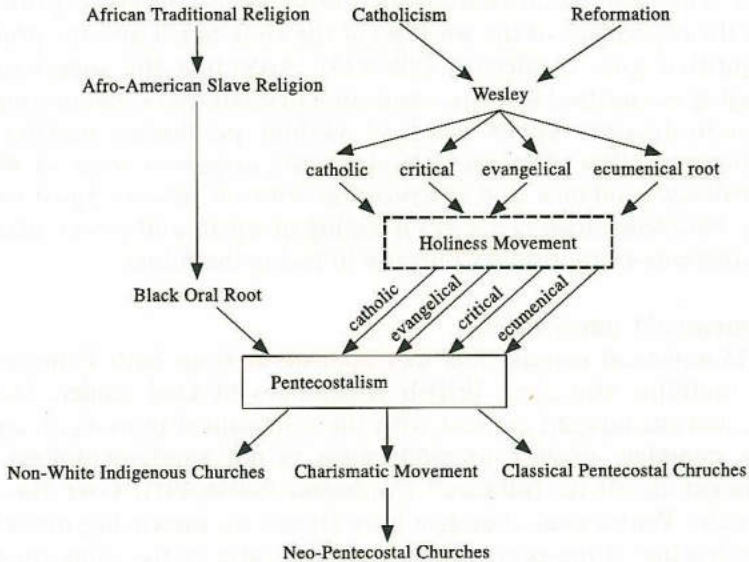 African Traditional Religion
Catholicism
Reformation
Afro-American Slave Religion
Wesley
catholic
critical
evangelical
ecumenical root
Holiness Movement
Black Oral Root
catholic
evangelical
critical
ecumenical
Pentecostalism
Non-White Indigenous Churches
Charismatic Movement
Classical Pentecostal Chruches
Neo-Pentecostal Churches